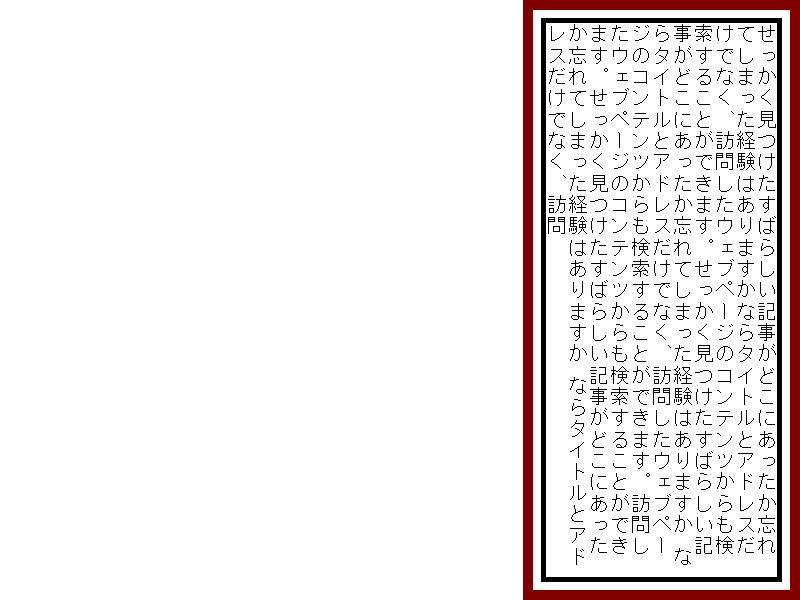 せっかく見つけたすばらしい記事がどこにあったか忘れ
てしまった経験はありますかならタイトルとアドレスだ
けでなく、訪問したウェブページのコンテンツからも検
索することができます。せっかく見つけたすばらしい記
事がどこにあったか忘れてしまった経験はありますか な
らタイトルとアドレスだけでなく、訪問したウェブペー
ジのコンテンツからも検索することができます。訪問し
たウェブページのコンテンツからも検索することができ
ます。せっかく見つけたすばらしい記事がどこにあった
か忘れてしまった経験はありますか ならタイトルとアド
レスだけでなく、訪問